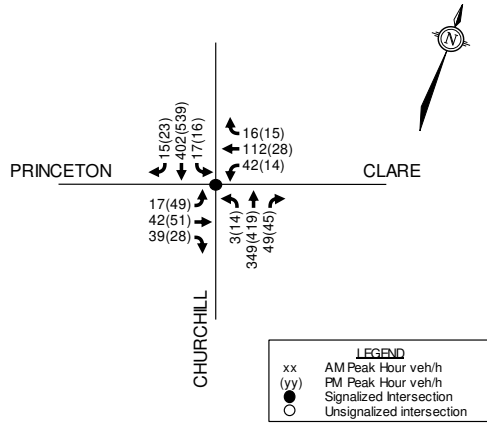 N
15(23)
402(539)
17(16)
16(15)
112(28)
42(14)
PRINCETON
CLARE
17(49)
42(51)
39(28)
3(14)
349(419)
49(45)
CHURCHILL
LEGEND
xx AM Peak Hour veh/h
(yy) PM Peak Hour veh/h
Signalized Intersection
Unsignalized intersection